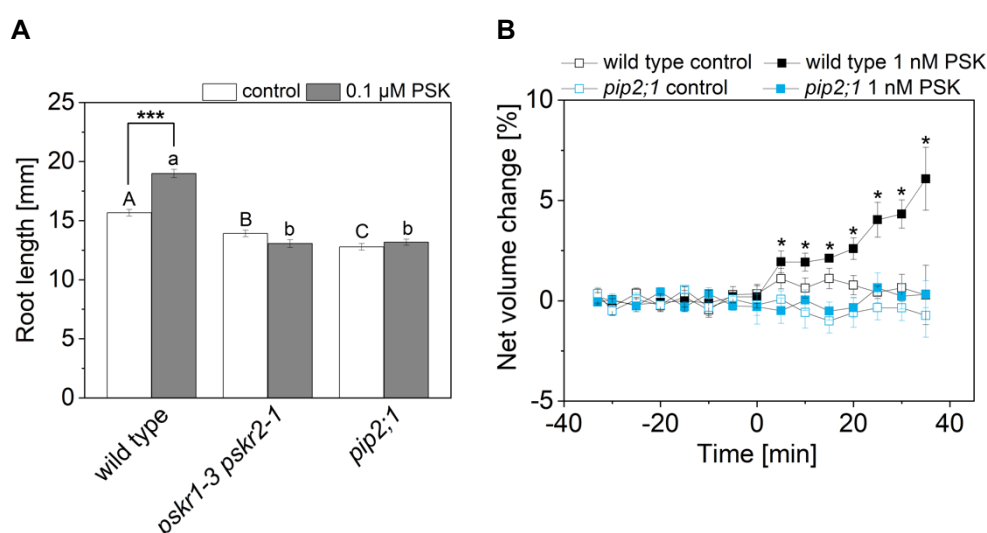 A
control 0.1 µM PSK
Root length [mm]
25
20
15
10
5
0
***
A a B b C b
wild type
pskr1-3 pskr2-1
pip2;1
B
wild type control wild type 1 nM PSK
pip2;1 control pip2;1 1 nM PSK
Net volume change [%]
10
5
0
-5
* * * * * * *
-40 -20 0 20 40
Time [min]